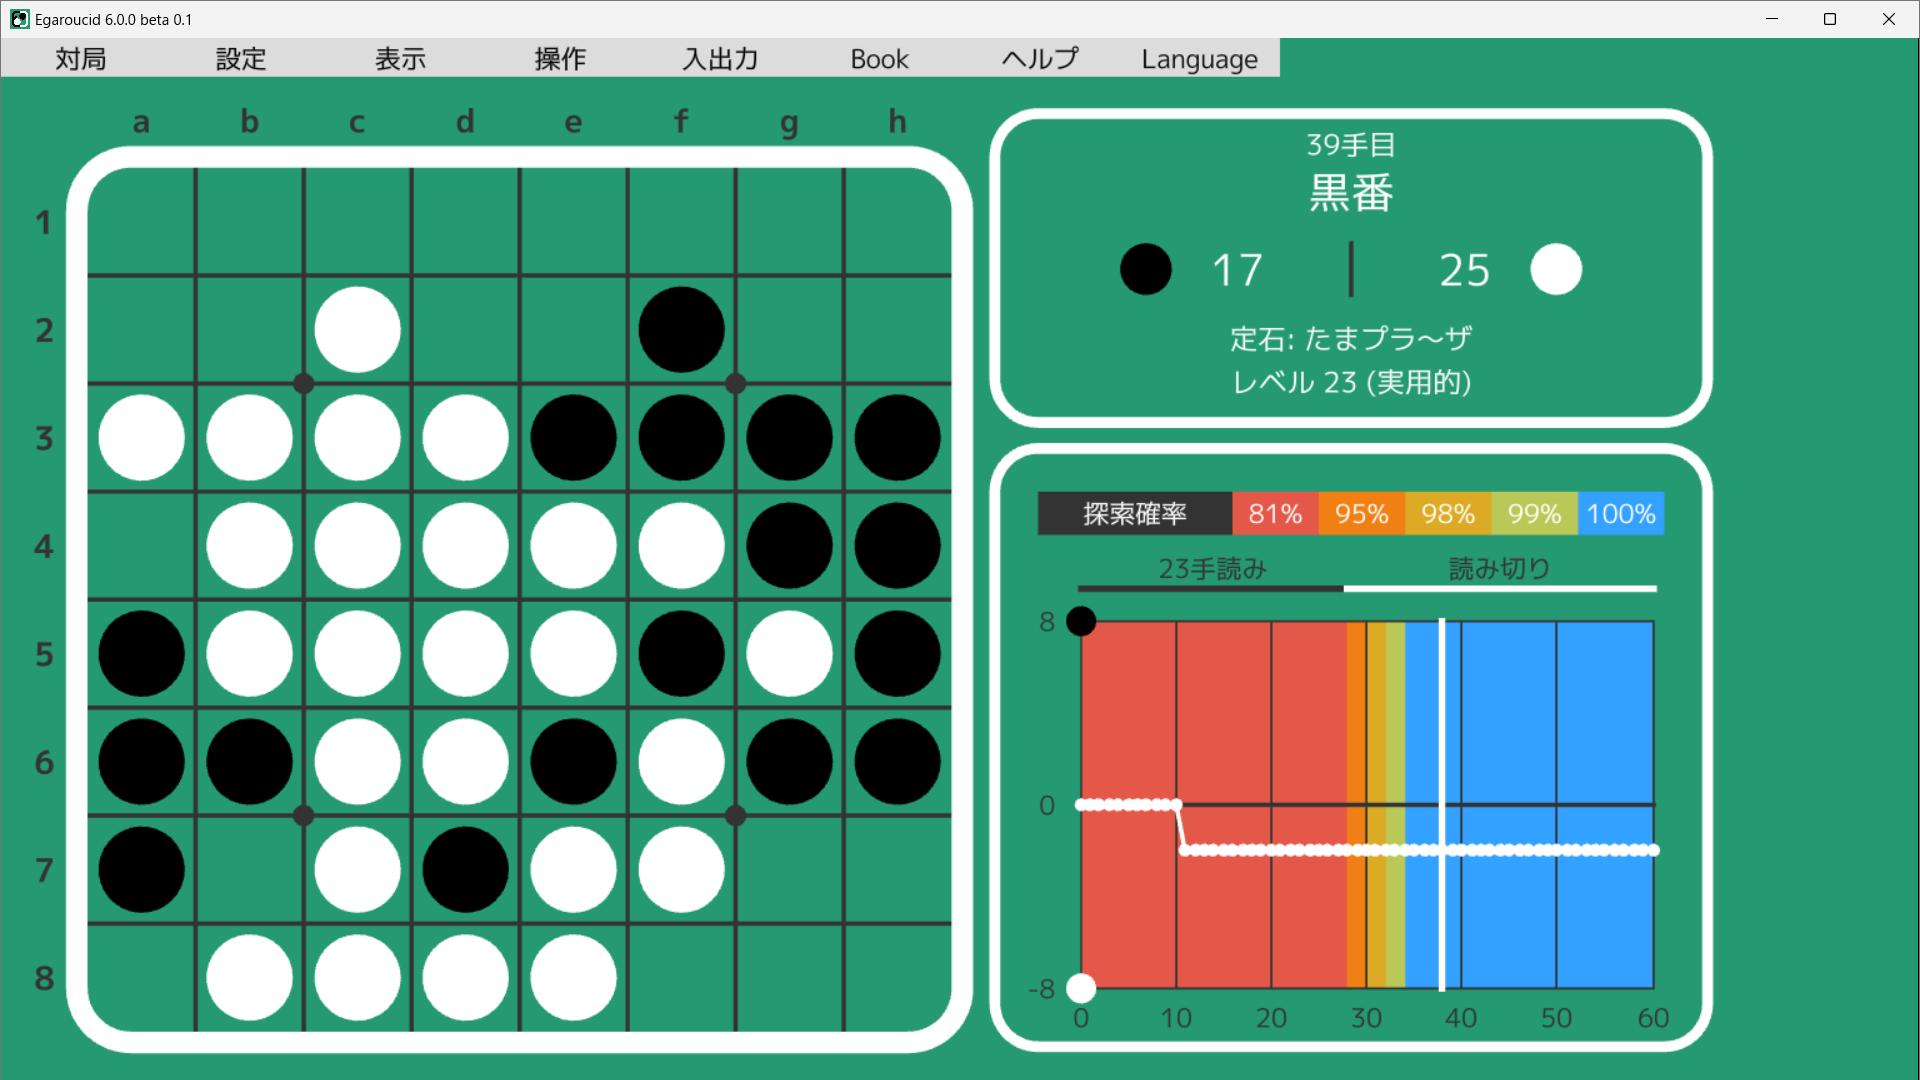 Egaroucid 6.0.0 beta 0.1
対局 設定 表示 操作 入出力 Book ヘルプ Language
a b c d e f g h
1
2
3
4
5
6
7
8
39手目
黒番
17 25
定石: たまプラ～ザ
レベル 23 (実用的)
探索確率 81% 95% 98% 99% 100%
23手読み 読み切り
8
0
-8
0 10 20 30 40 50 60